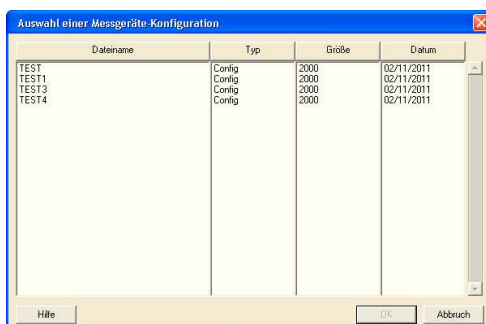 Auswahl einer Messgeräte-Konfiguration
Dateiname Typ Größe Datum
TEST Config 2000 02/11/2011
TEST1 Config 2000 02/11/2011
TEST3 Config 2000 02/11/2011
TEST4 Config 2000 02/11/2011
Hilfe OK Abbruch